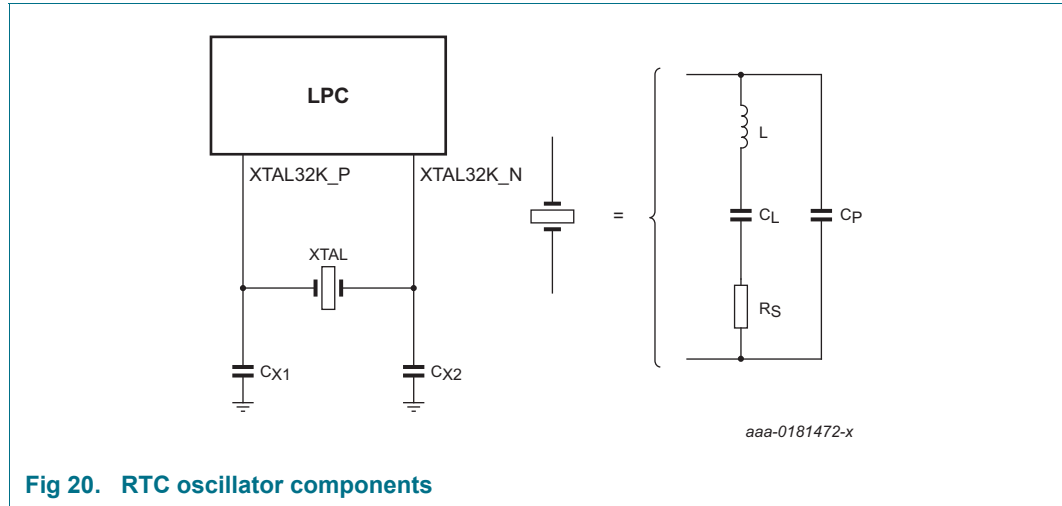 LPC
XTAL32K_P
XTAL32K_N
XTAL
CX1
CX2
=
L
CL
CP
RS
aaa-0181472-x
Fig 20. RTC oscillator components